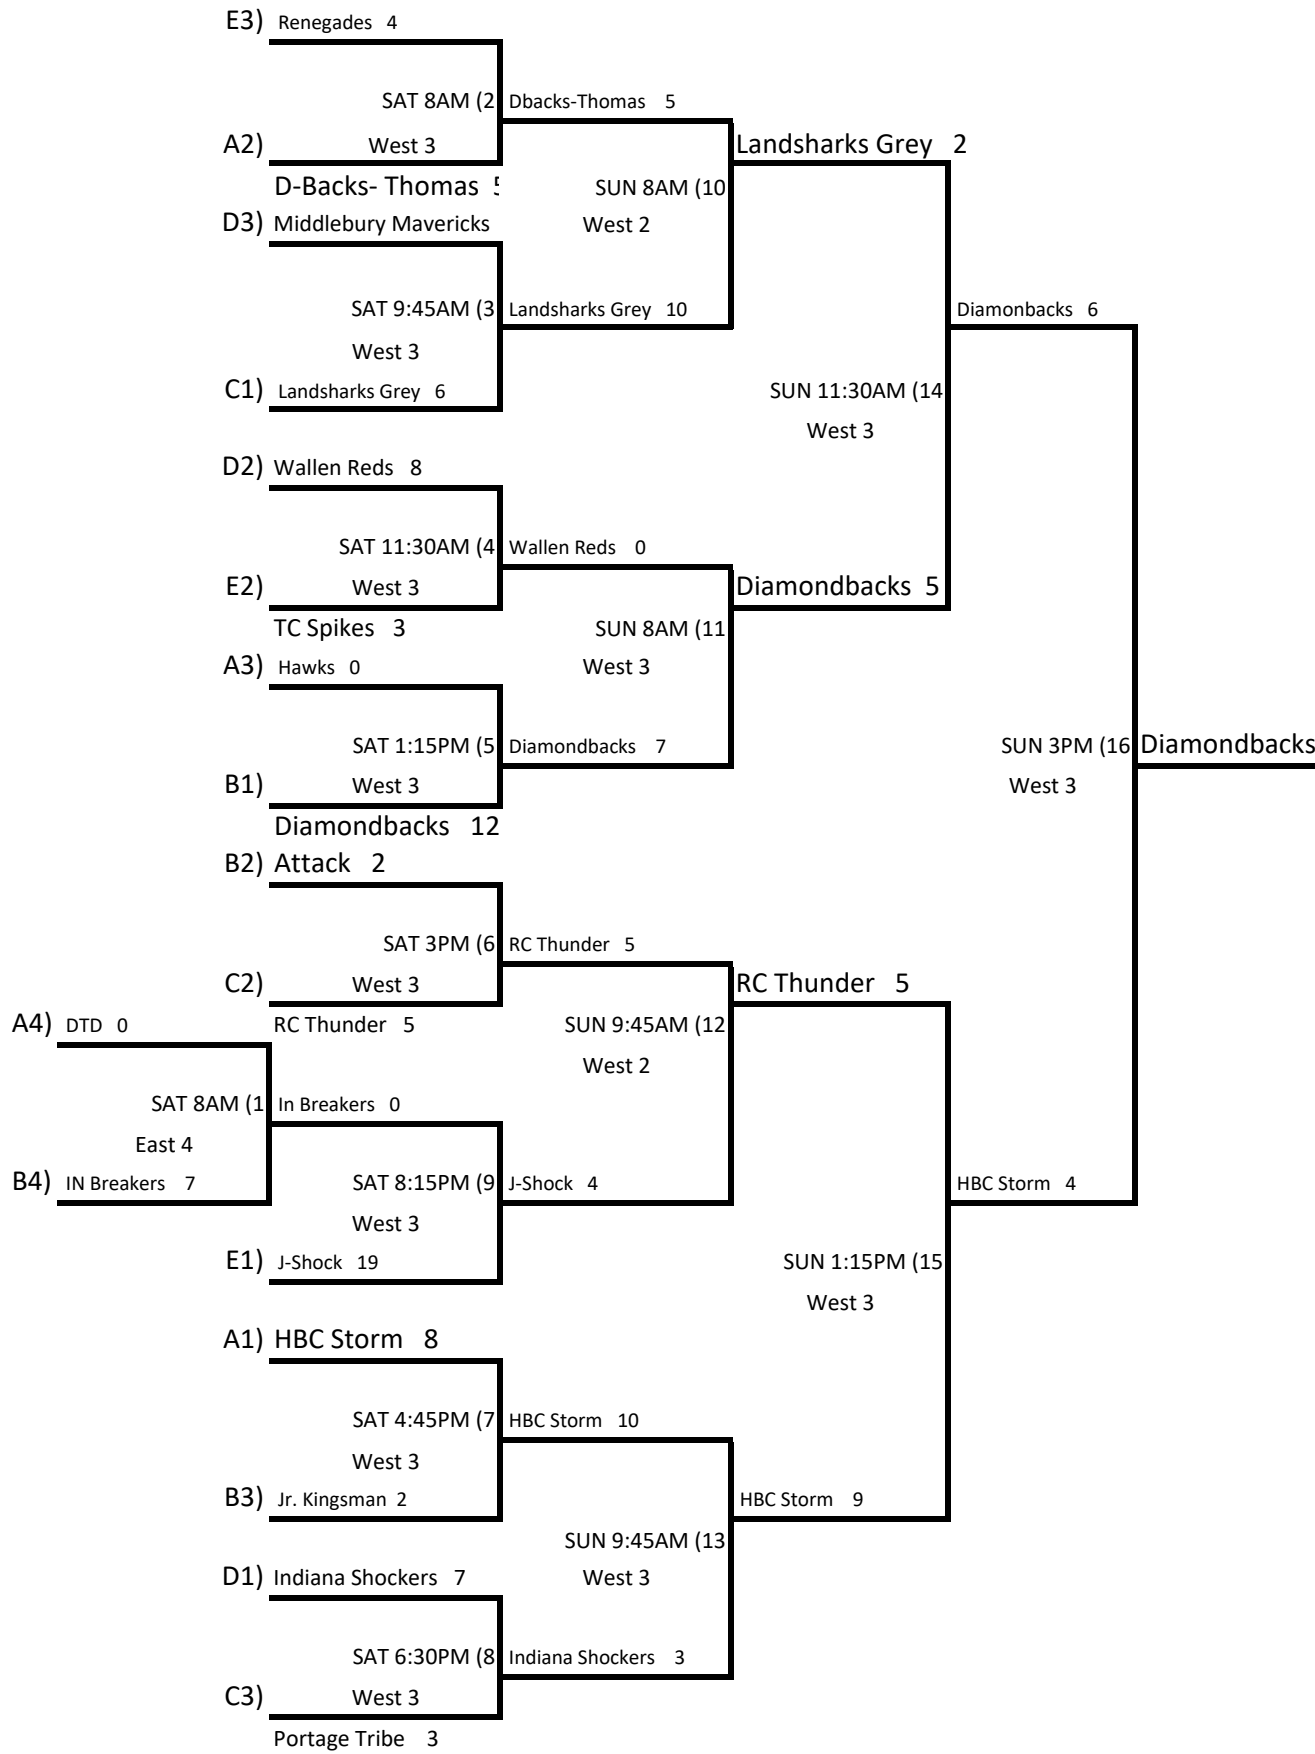 E3) Renegades 4
SAT 8AM (2 Dbacks-Thomas 5
A2) West 3 Landsharks Grey 2
D-Backs- Thomas 5 SUN 8AM (10
D3) Middlebury Mavericks West 2
SAT 9:45AM (3 Landsharks Grey 10 Diamonbacks 6
West 3
C1) Landsharks Grey 6 SUN 11:30AM (14
West 3
D2) Wallen Reds 8
SAT 11:30AM (4 Wallen Reds 0
E2) West 3 Diamondbacks 5
TC Spikes 3 SUN 8AM (11
A3) Hawks 0 West 3
SAT 1:15PM (5 Diamondbacks 7 SUN 3PM (16 Diamondbacks
B1) West 3 West 3
Diamondbacks 12
B2) Attack 2
SAT 3PM (6 RC Thunder 5
C2) West 3 RC Thunder 5
A4) DTD 0 RC Thunder 5 SUN 9:45AM (12
West 2
SAT 8AM (1 In Breakers 0
East 4
B4) IN Breakers 7 SAT 8:15PM (9 J-Shock 4 HBC Storm 4
West 3
E1) J-Shock 19 SUN 1:15PM (15
West 3
A1) HBC Storm 8
SAT 4:45PM (7 HBC Storm 10
West 3
B3) Jr. Kingsman 2 HBC Storm 9
SUN 9:45AM (13
D1) Indiana Shockers 7 West 3
SAT 6:30PM (8 Indiana Shockers 3
C3) West 3
Portage Tribe 3